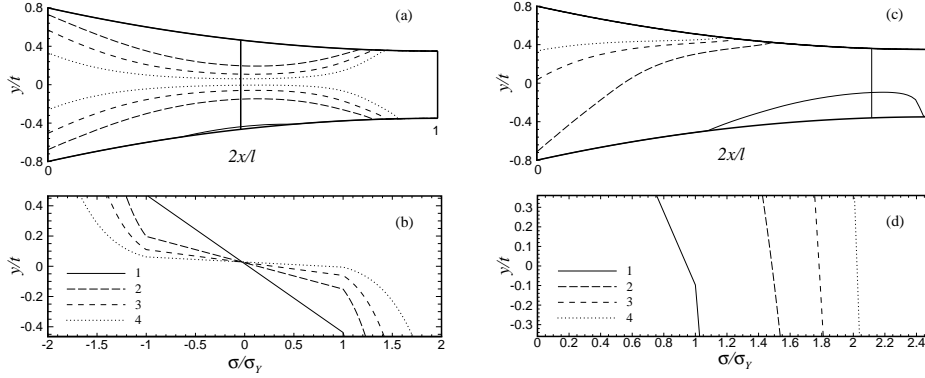 0.8 (a)
0.4
y/t 0
-0.4
-0.8
0 2x/l 1
0.8 (c)
0.4
y/t 0
-0.4
-0.8
0 2x/l 1
0.4 (b)
0.2
y/t 0
-0.2
-0.4
1
2
3
4
-2 -1.5 -1 -0.5 0 0.5 1 1.5 2
σ/σY
0.3 (d)
0.2
0.1
y/t 0
-0.1
-0.2
-0.3
1
2
3
4
0 0.2 0.4 0.6 0.8 1 1.2 1.4 1.6 1.8 2 2.2 2.4
σ/σY